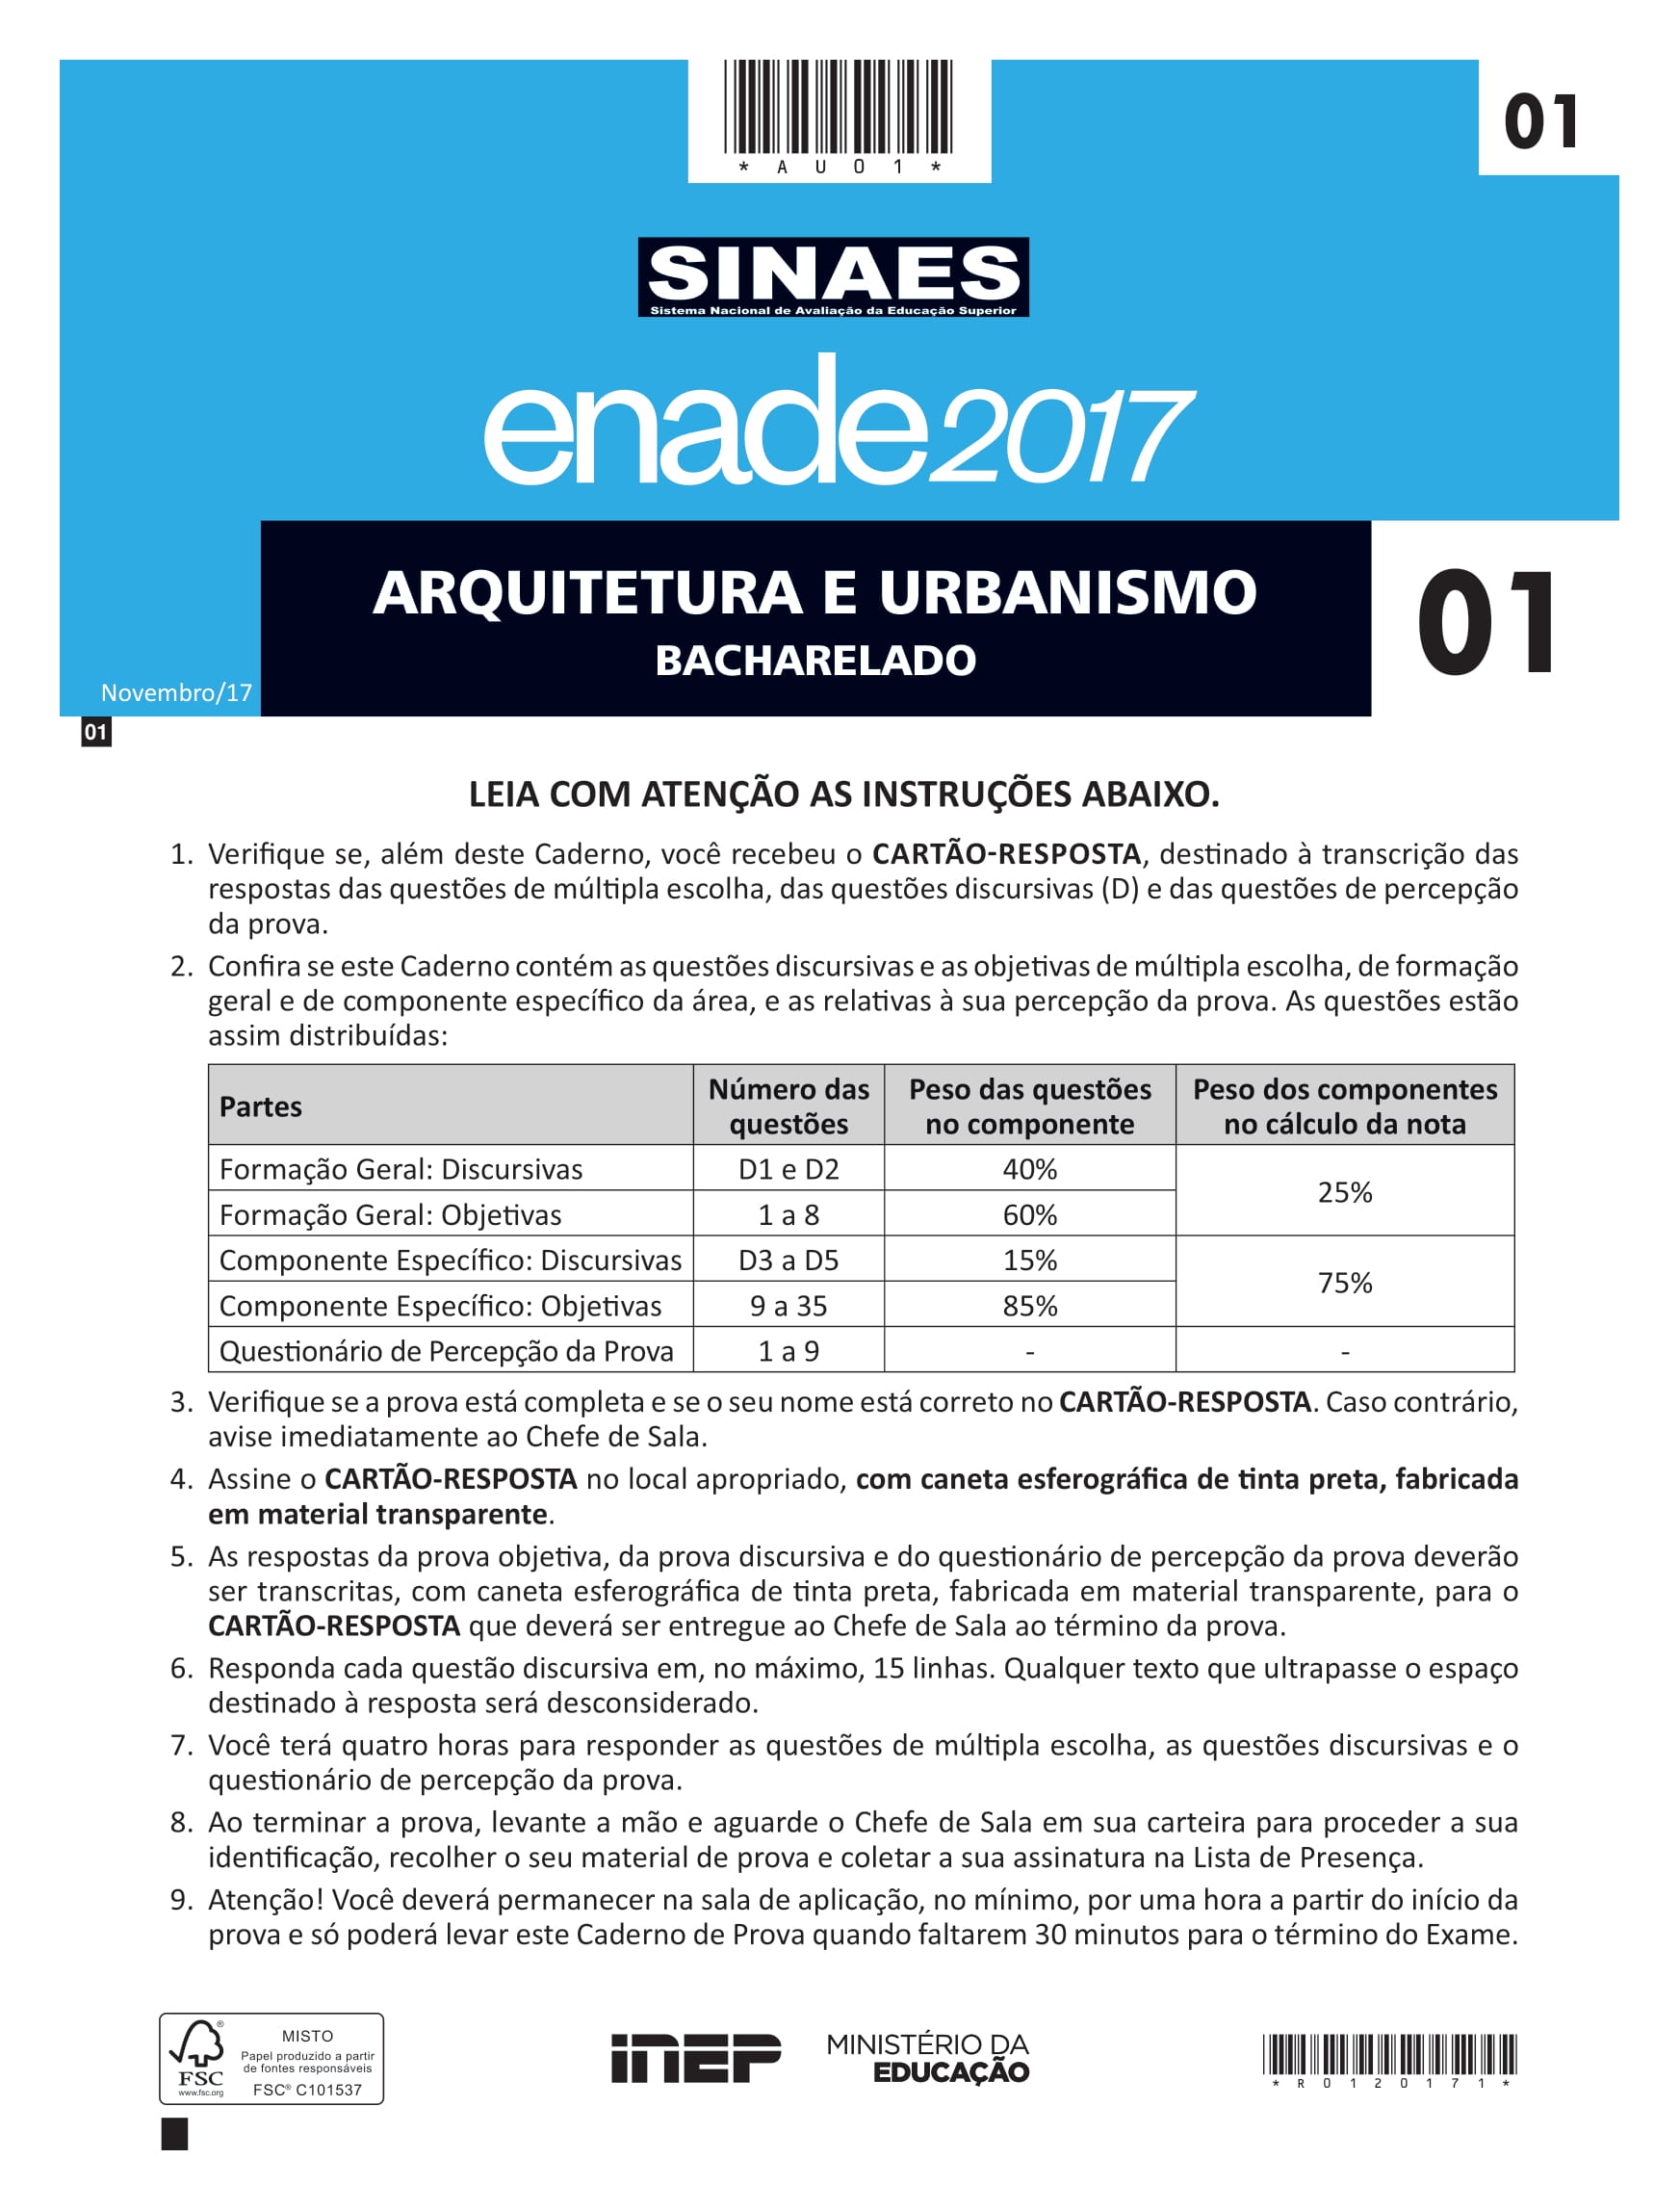 * A U 0 1 *
01
SINAES
Sistema Nacional de Avaliação da Educação Superior
enade2017
ARQUITETURA E URBANISMO
BACHARELADO
01
Novembro/17
01
LEIA COM ATENÇÃO AS INSTRUÇÕES ABAIXO.
1. Verifique se, além deste Caderno, você recebeu o CARTÃO-RESPOSTA, destinado à transcrição das
respostas das questões de múltipla escolha, das questões discursivas (D) e das questões de percepção
da prova.
2. Confira se este Caderno contém as questões discursivas e as objetivas de múltipla escolha, de formação
geral e de componente específico da área, e as relativas à sua percepção da prova. As questões estão
assim distribuídas:
Partes Número das questões Peso das questões no componente Peso dos componentes no cálculo da nota
Formação Geral: Discursivas D1 e D2 40% 25%
Formação Geral: Objetivas 1 a 8 60%
Componente Específico: Discursivas D3 a D5 15% 75%
Componente Específico: Objetivas 9 a 35 85%
Questionário de Percepção da Prova 1 a 9 - -
3. Verifique se a prova está completa e se o seu nome está correto no CARTÃO-RESPOSTA. Caso contrário,
avise imediatamente ao Chefe de Sala.
4. Assine o CARTÃO-RESPOSTA no local apropriado, com caneta esferográfica de tinta preta, fabricada
em material transparente.
5. As respostas da prova objetiva, da prova discursiva e do questionário de percepção da prova deverão
ser transcritas, com caneta esferográfica de tinta preta, fabricada em material transparente, para o
CARTÃO-RESPOSTA que deverá ser entregue ao Chefe de Sala ao término da prova.
6. Responda cada questão discursiva em, no máximo, 15 linhas. Qualquer texto que ultrapasse o espaço
destinado à resposta será desconsiderado.
7. Você terá quatro horas para responder as questões de múltipla escolha, as questões discursivas e o
questionário de percepção da prova.
8. Ao terminar a prova, levante a mão e aguarde o Chefe de Sala em sua carteira para proceder a sua
identificação, recolher o seu material de prova e coletar a sua assinatura na Lista de Presença.
9. Atenção! Você deverá permanecer na sala de aplicação, no mínimo, por uma hora a partir do início da
prova e só poderá levar este Caderno de Prova quando faltarem 30 minutos para o término do Exame.
FSC
www.fsc.org
MISTO
Papel produzido a partir
de fontes responsáveis
FSC® C101537
INEP
MINISTÉRIO DA
EDUCAÇÃO
* R 0 1 2 0 1 7 1 *